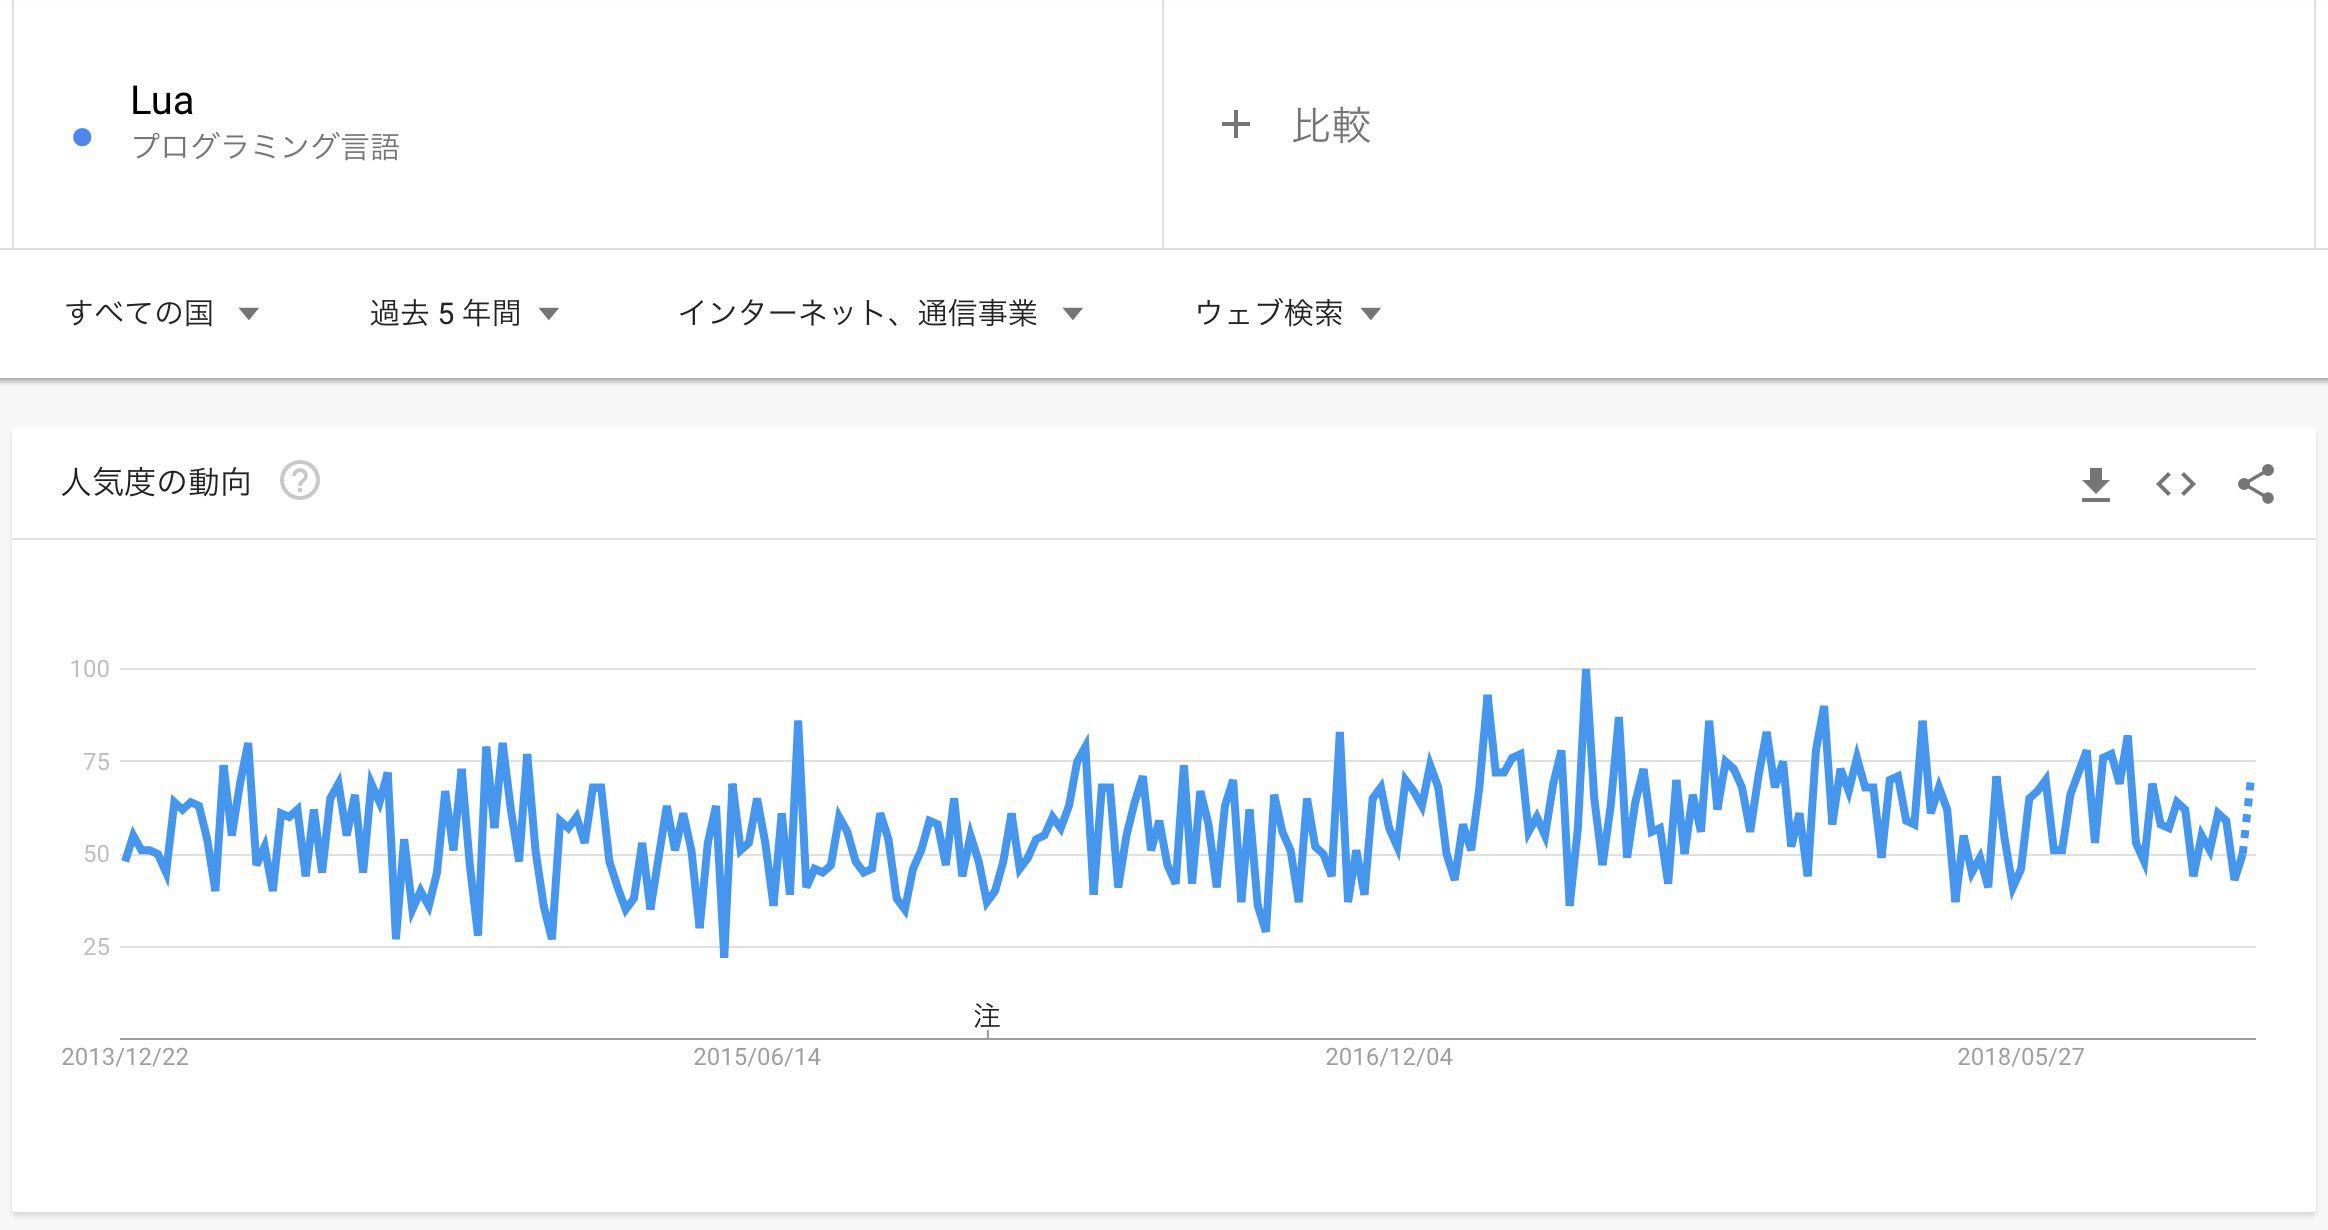 Lua
プログラミング言語
+ 比較
すべての国 過去 5 年間 インターネット、通信事業 ウェブ検索
人気度の動向 ?
100
75
50
25
注
2013/12/22 2015/06/14 2016/12/04 2018/05/27